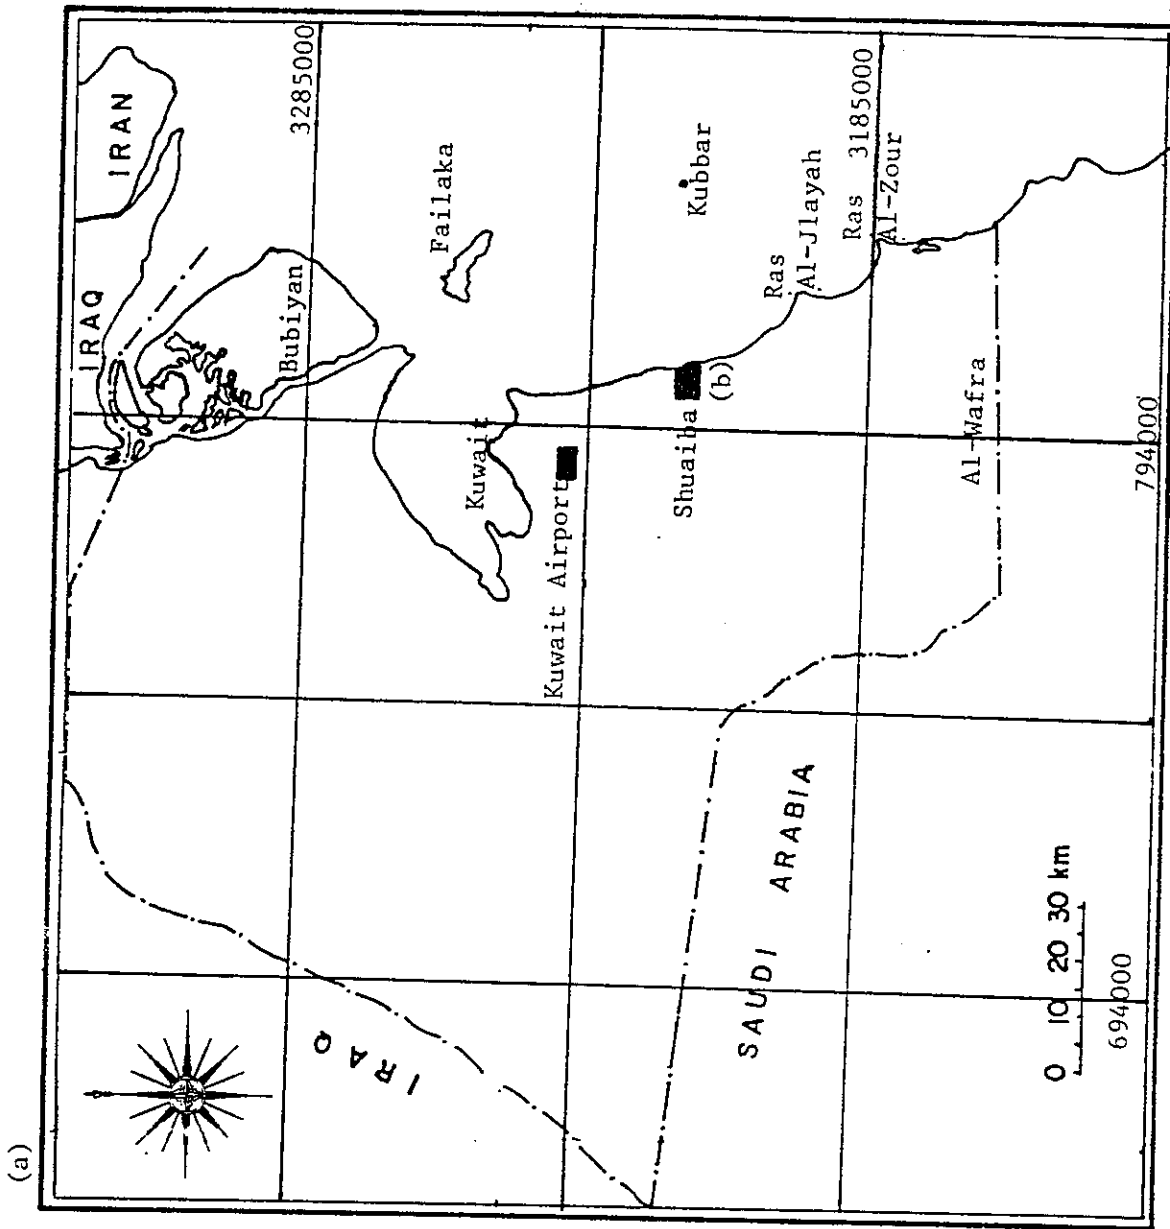 (a)
IRAN
IRAQ
3285000
Bubiyan
Failaka
Kuwait
Kuwait Airport
Kubbar
Shuaiba
(b)
Ras
Al-Jlayah
Ras 3185000
Al-Zour
IRAQ
SAUDI ARABIA
Al-Wafra
0 10 20 30 km
694000
794000